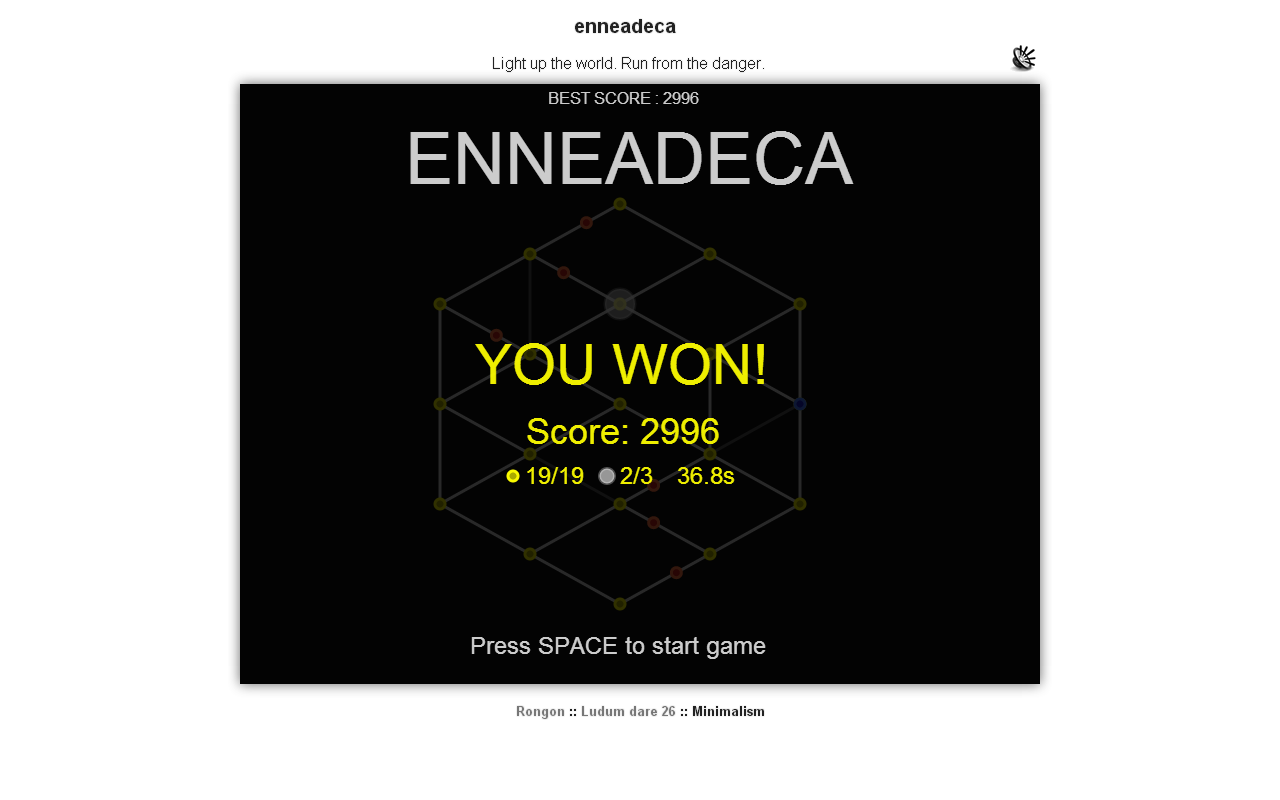 enneadeca
Light up the world. Run from the danger.
BEST SCORE : 2996
ENNEADECA
YOU WON!
Score: 2996
19/19 2/3 36.8s
Press SPACE to start game
Rongon :: Ludum dare 26 :: Minimalism